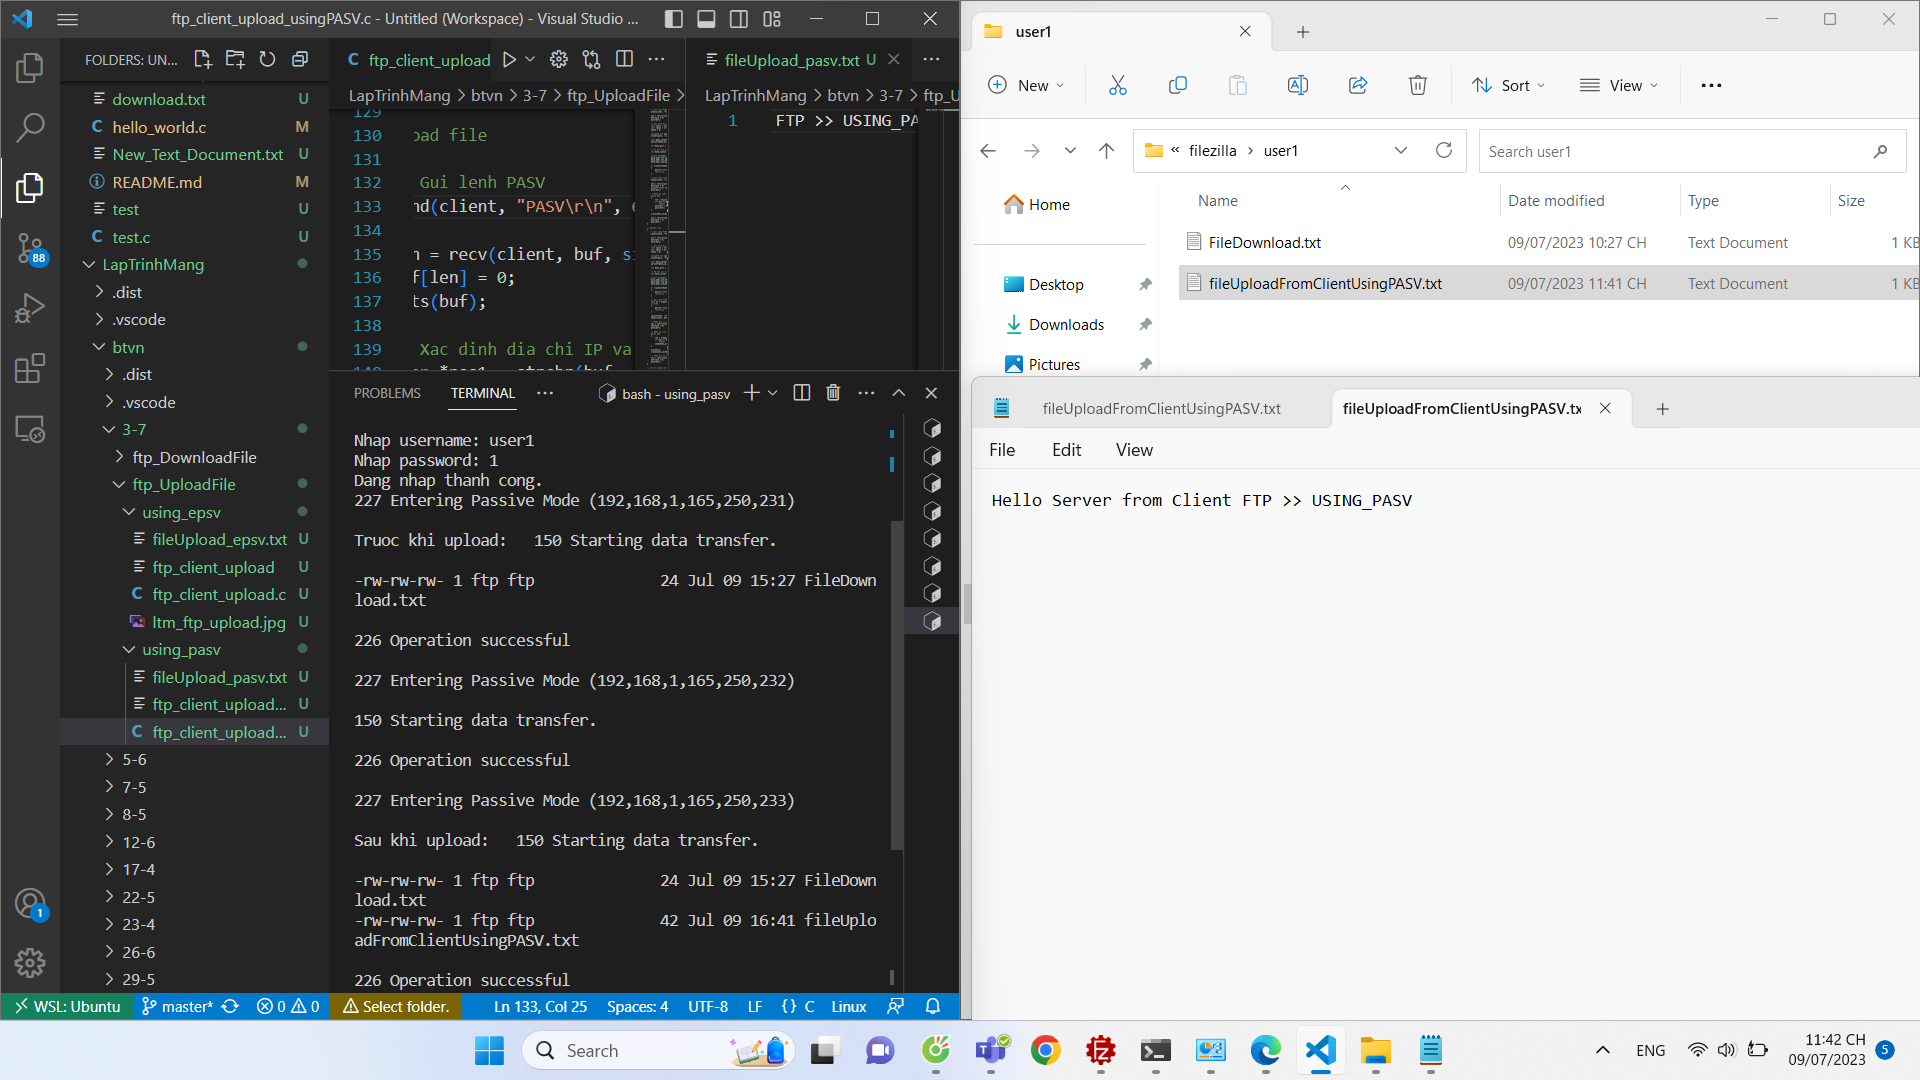 ftp_client_upload_usingPASV.c - Untitled (Workspace) - Visual Studio ...
FOLDERS: UN...
download.txt U
hello_world.c M
New_Text_Document.txt U
README.md M
test U
test.c U
LapTrinhMang
.dist
.vscode
btvn
.dist
.vscode
3-7
ftp_DownloadFile
ftp_UploadFile
using_epsv
fileUpload_epsv.txt U
ftp_client_upload U
ftp_client_upload.c U
ltm_ftp_upload.jpg U
using_pasv
fileUpload_pasv.txt U
ftp_client_upload... U
ftp_client_upload... U
5-6
7-5
8-5
12-6
17-4
22-5
23-4
26-6
29-5
88
1
ftp_client_upload
LapTrinhMang > btvn > 3-7 > ftp_UploadFile >
129
130 oad file
131
132 Gui lenh PASV
133 nd(client, "PASV\r\n",
134
135 n = recv(client, buf, si
136 f[len] = 0;
137 ts(buf);
138
139 Xac dinh dia chi IP va
fileUpload_pasv.txt U
LapTrinhMang > btvn > 3-7 > ftp_U
1 FTP >> USING_PA
PROBLEMS TERMINAL ... bash - using_pasv
Nhap username: user1
Nhap password: 1
Dang nhap thanh cong.
227 Entering Passive Mode (192,168,1,165,250,231)
Truoc khi upload: 150 Starting data transfer.
-rw-rw-rw- 1 ftp ftp 24 Jul 09 15:27 FileDown
load.txt
226 Operation successful
227 Entering Passive Mode (192,168,1,165,250,232)
150 Starting data transfer.
226 Operation successful
227 Entering Passive Mode (192,168,1,165,250,233)
Sau khi upload: 150 Starting data transfer.
-rw-rw-rw- 1 ftp ftp 24 Jul 09 15:27 FileDown
load.txt
-rw-rw-rw- 1 ftp ftp 42 Jul 09 16:41 fileUplo
adFromClientUsingPASV.txt
226 Operation successful
WSL: Ubuntu master* 0 0 Select folder. Ln 133, Col 25 Spaces: 4 UTF-8 LF {} C Linux
user1
New Sort View ...
« filezilla > user1
Search user1
Home
Desktop
Downloads
Pictures
Name Date modified Type Size
FileDownload.txt 09/07/2023 10:27 CH Text Document 1 KB
fileUploadFromClientUsingPASV.txt 09/07/2023 11:41 CH Text Document 1 KB
fileUploadFromClientUsingPASV.txt
fileUploadFromClientUsingPASV.tx
File Edit View
Hello Server from Client FTP >> USING_PASV
Search
ENG
11:42 CH
09/07/2023
5